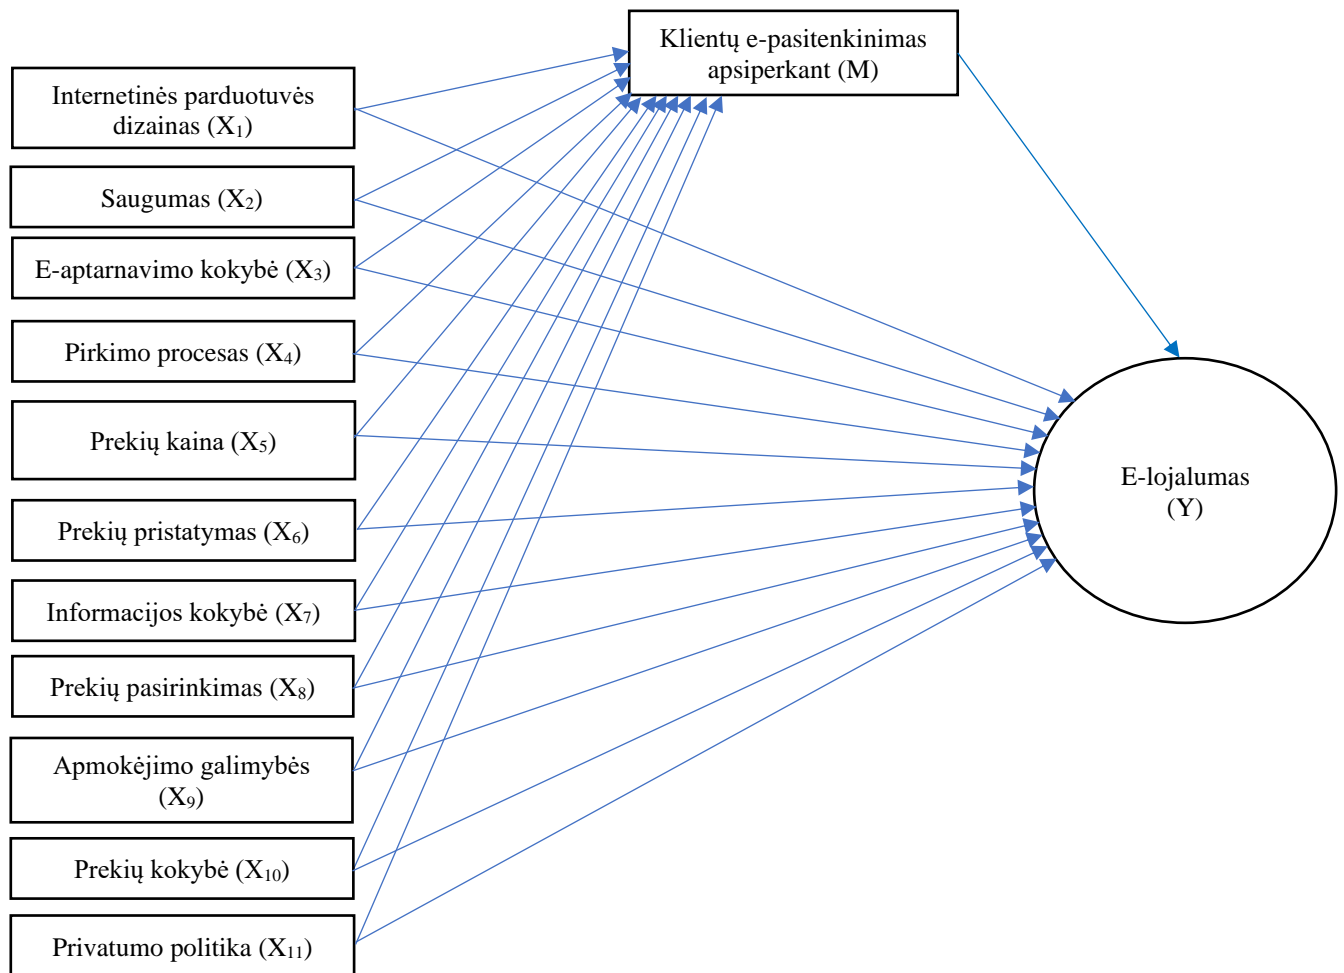 Klientų e-pasitenkinimas
apsiperkant (M)
Internetinės parduotuvės
dizainas (X₁)
Saugumas (X₂)
E-aptarnavimo kokybė (X₃)
Pirkimo procesas (X₄)
Prekių kaina (X₅)
Prekių pristatymas (X₆)
Informacijos kokybė (X₇)
Prekių pasirinkimas (X₈)
Apmokėjimo galimybės
(X₉)
Prekių kokybė (X₁₀)
Privatumo politika (X₁₁)
E-lojalumas
(Y)